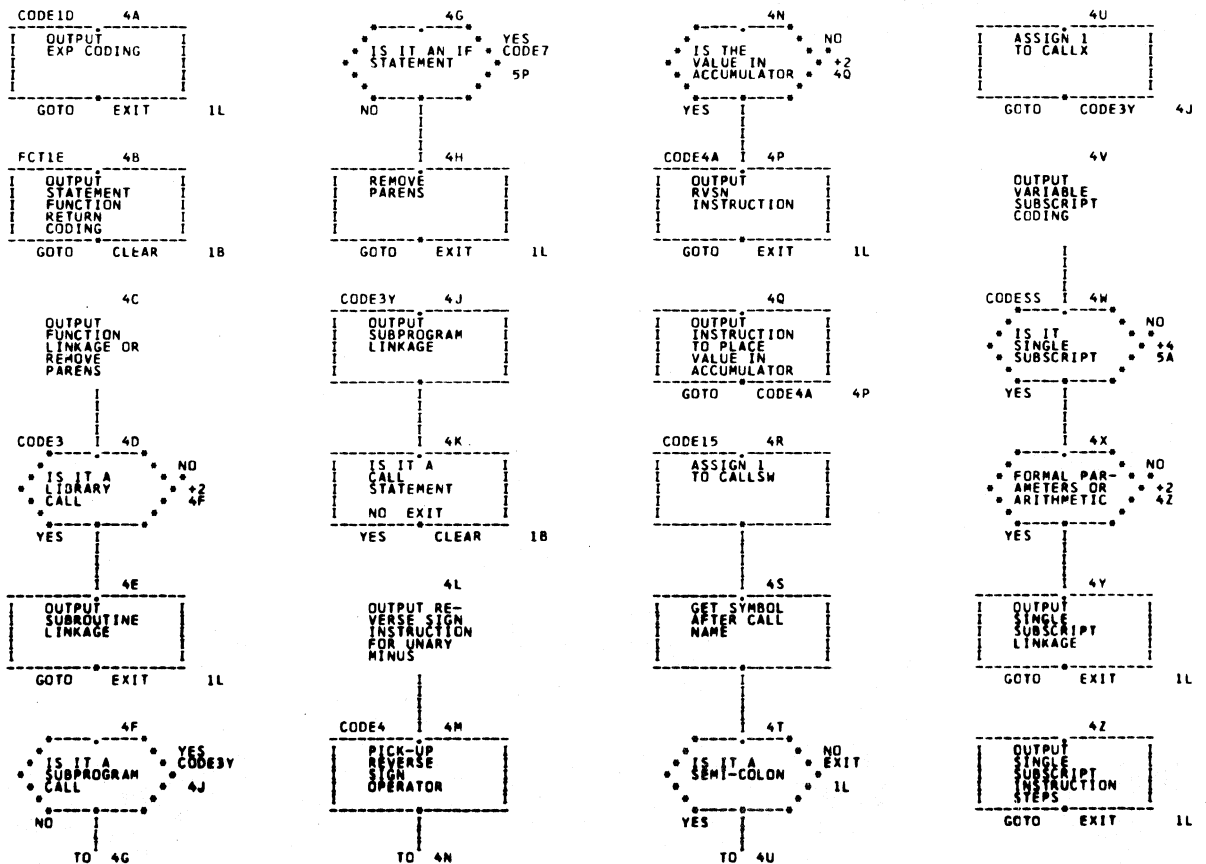 CODE1D 4A
OUTPUT
EXP CODING
GOTO EXIT 1L
FCT1E 4B
OUTPUT
STATEMENT
FUNCTION
RETURN
CODING
GOTO CLEAR 1B
4C
OUTPUT
FUNCTION
LINKAGE OR
REMOVE
PARENS
CODE3 4D
IS IT A
LIBRARY
CALL
NO
+2
4F
YES
4E
OUTPUT
SUBROUTINE
LINKAGE
GOTO EXIT 1L
4F
IS IT A
SUBPROGRAM
CALL
YES
CODE3Y
4J
NO
TO 4G
4G
IS IT AN IF
STATEMENT
YES
CODE7
5P
NO
4H
REMOVE
PARENS
GOTO EXIT 1L
CODE3Y 4J
OUTPUT
SUBPROGRAM
LINKAGE
4K
IS IT A
CALL
STATEMENT
NO EXIT
YES CLEAR 1B
4L
OUTPUT RE-
VERSE SIGN
INSTRUCTION
FOR UNARY
MINUS
CODE4 4M
PICK-UP
REVERSE
SIGN
OPERATOR
TO 4N
4N
IS THE
VALUE IN
ACCUMULATOR
NO
+2
4Q
YES
CODE4A 4P
OUTPUT
RVSN
INSTRUCTION
GOTO EXIT 1L
4Q
OUTPUT
INSTRUCTION
TO PLACE
VALUE IN
ACCUMULATOR
GOTO CODE4A 4P
CODE15 4R
ASSIGN 1
TO CALLSW
4S
GET SYMBOL
AFTER CALL
NAME
4T
IS IT A
SEMI-COLON
NO
EXIT
1L
YES
TO 4U
4U
ASSIGN 1
TO CALLX
GOTO CODE3Y 4J
4V
OUTPUT
VARIABLE
SUBSCRIPT
CODING
CODESS 4W
IS IT
SINGLE
SUBSCRIPT
NO
+4
5A
YES
4X
FORMAL PAR-
AMETERS OR
ARITHMETIC
NO
+2
4Z
YES
4Y
OUTPUT
SINGLE
SUBSCRIPT
LINKAGE
GOTO EXIT 1L
4Z
OUTPUT
SINGLE
SUBSCRIPT
INSTRUCTION
STEPS
GOTO EXIT 1L